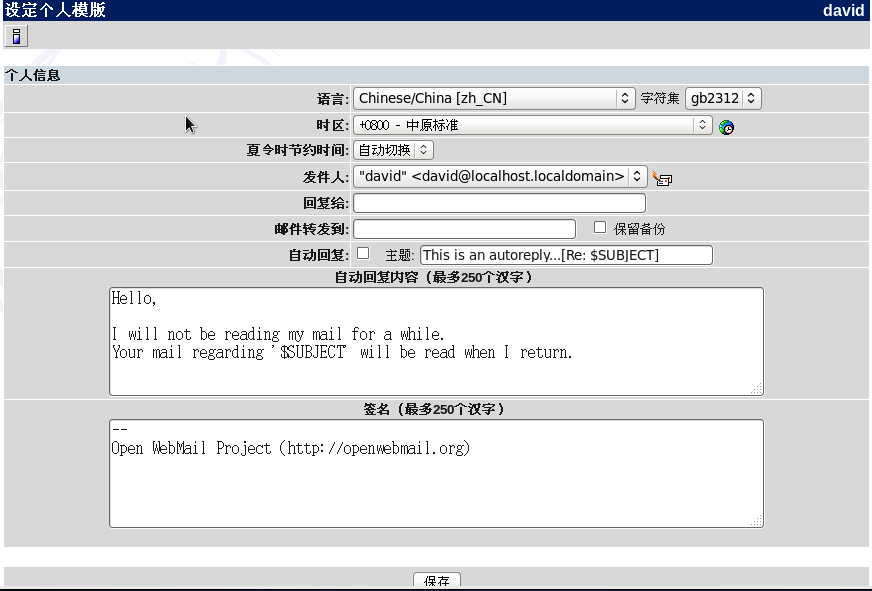 设定个人模版 david
个人信息
语言: Chinese/China [zh_CN] 字符集 gb2312
时区: +0800 - 中原标准
夏令时节约时间: 自动切换
发件人: "david" <david@localhost.localdomain>
回复给:
邮件转发到: 保留备份
自动回复: 主题: This is an autoreply...[Re: $SUBJECT]
自动回复内容（最多250个汉字）
Hello,
I will not be reading my mail for a while.
Your mail regarding '$SUBJECT' will be read when I return.
签名（最多250个汉字）
--
Open WebMail Project (http://openwebmail.org)
保存